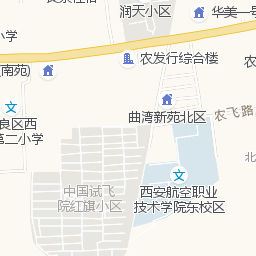 润天小区
华美一号
小学
农发行综合楼
农
(南苑)
曲湾新苑北区
农飞路
良区西
第二小学
北
中国试飞
院红旗小区
西安航空职业
技术学院东校区